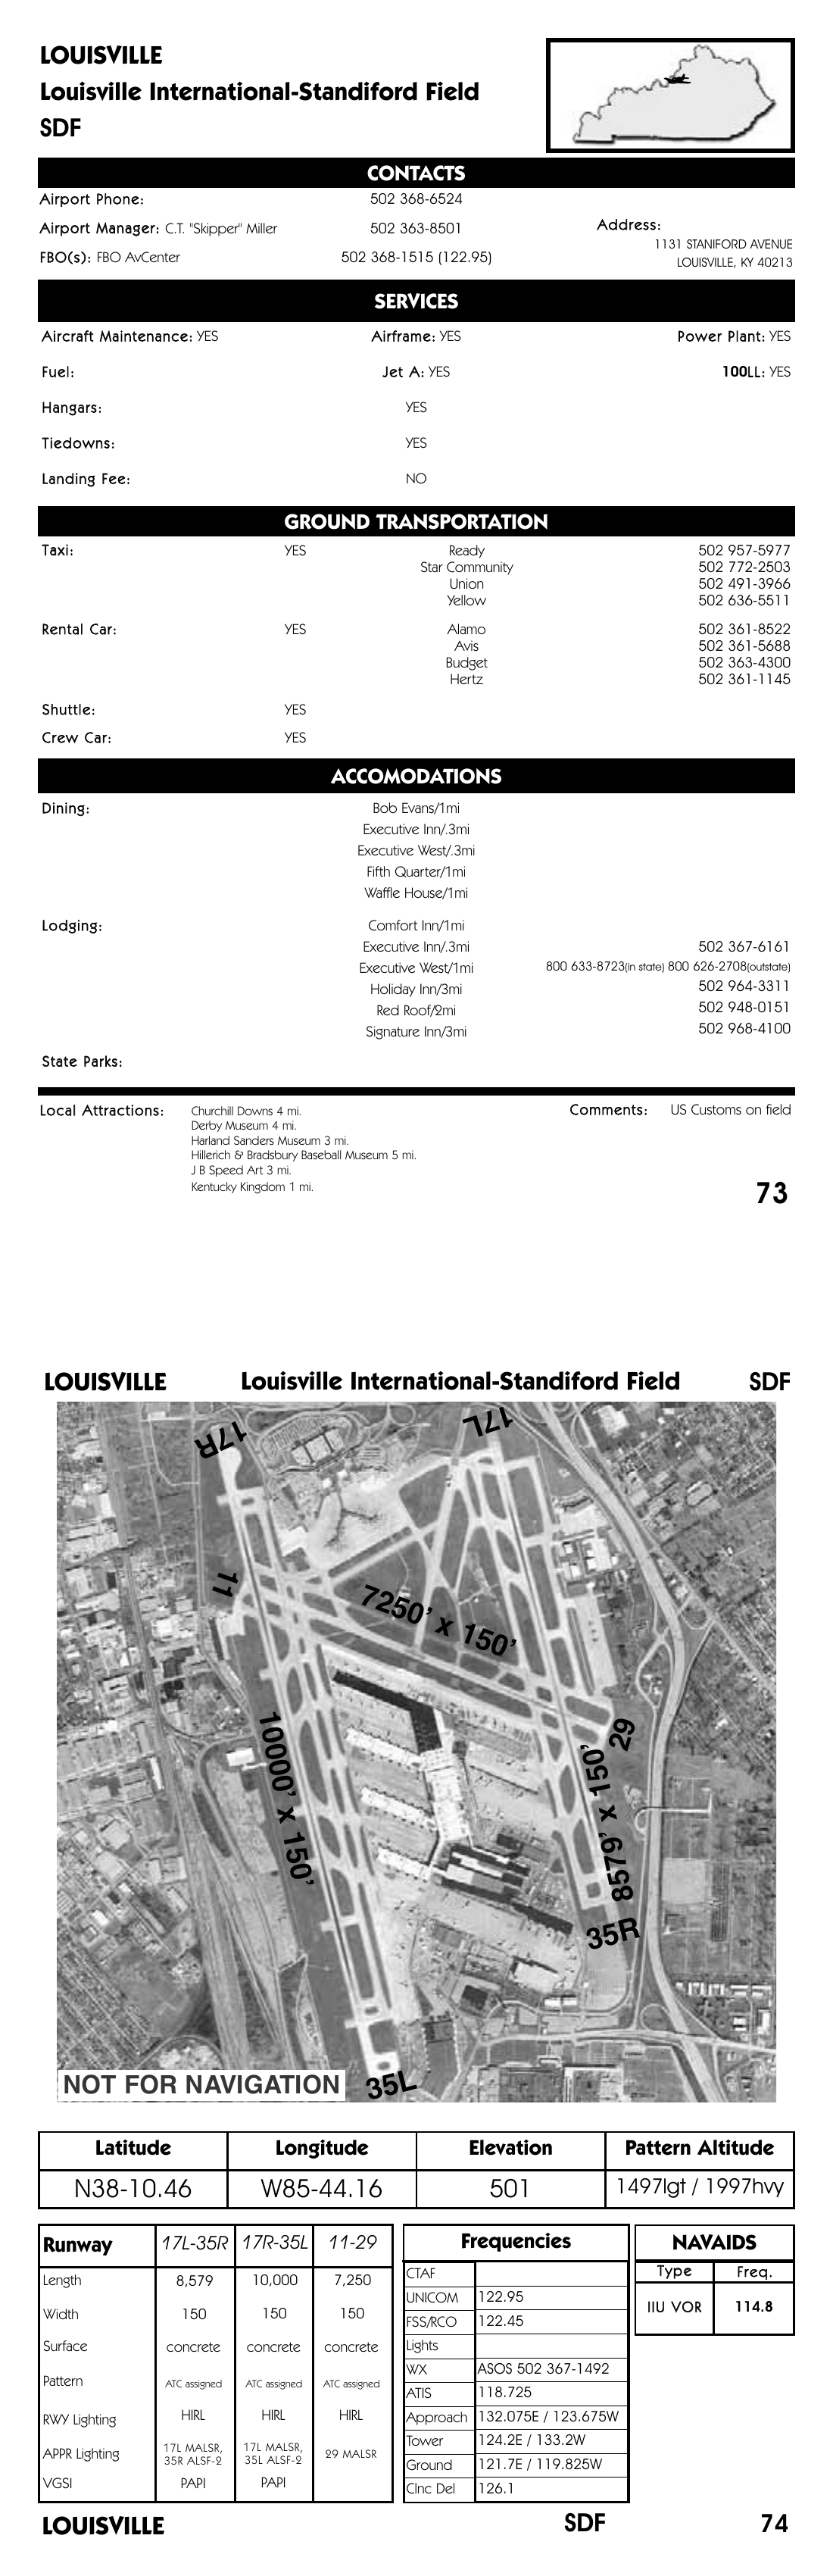 LOUISVILLE
Louisville International-Standiford Field
SDF
CONTACTS
Airport Phone: 502 368-6524
Airport Manager: C.T. "Skipper" Miller 502 363-8501 Address:
1131 STANIFORD AVENUE
FBO(s): FBO AvCenter 502 368-1515 (122.95)
LOUISVILLE, KY 40213
SERVICES
Aircraft Maintenance: YES Airframe: YES Power Plant: YES
Fuel: Jet A: YES 100LL: YES
Hangars: YES
Tiedowns: YES
Landing Fee: NO
GROUND TRANSPORTATION
Taxi: YES Ready 502 957-5977
Star Community 502 772-2503
Union 502 491-3966
Yellow 502 636-5511
Rental Car: YES Alamo 502 361-8522
Avis 502 361-5688
Budget 502 363-4300
Hertz 502 361-1145
Shuttle: YES
Crew Car: YES
ACCOMODATIONS
Dining: Bob Evans/1mi
Executive Inn/.3mi
Executive West/.3mi
Fifth Quarter/1mi
Waffle House/1mi
Lodging: Comfort Inn/1mi
Executive Inn/.3mi 502 367-6161
Executive West/1mi 800 633-8723(in state) 800 626-2708(outstate)
Holiday Inn/3mi 502 964-3311
Red Roof/2mi 502 948-0151
Signature Inn/3mi 502 968-4100
State Parks:
Local Attractions: Churchill Downs 4 mi. Comments: US Customs on field
Derby Museum 4 mi.
Harland Sanders Museum 3 mi.
Hillerich & Bradsbury Baseball Museum 5 mi.
J B Speed Art 3 mi.
Kentucky Kingdom 1 mi.
73
LOUISVILLE Louisville International-Standiford Field SDF
17R
17L
11
7250' x 150'
29
10000' x 150'
8579' x 150'
35R
NOT FOR NAVIGATION
35L
Latitude Longitude Elevation Pattern Altitude
N38-10.46 W85-44.16 501 1497lgt / 1997hvy
Runway 17L-35R 17R-35L 11-29
Length 8,579 10,000 7,250
Width 150 150 150
Surface concrete concrete concrete
Pattern ATC assigned ATC assigned ATC assigned
RWY Lighting HIRL HIRL HIRL
APPR Lighting 17L MALSR, 35R ALSF-2 17L MALSR, 35L ALSF-2 29 MALSR
VGSI PAPI PAPI
Frequencies
CTAF
UNICOM 122.95
FSS/RCO 122.45
Lights
WX ASOS 502 367-1492
ATIS 118.725
Approach 132.075E / 123.675W
Tower 124.2E / 133.2W
Ground 121.7E / 119.825W
Clnc Del 126.1
NAVAIDS
Type Freq.
IIU VOR 114.8
LOUISVILLE SDF 74